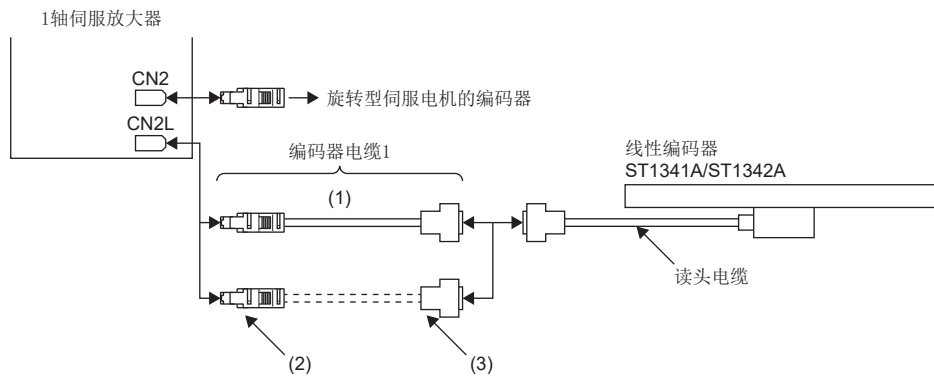 1轴伺服放大器
CN2
旋转型伺服电机的编码器
CN2L
编码器电缆1
线性编码器
ST1341A/ST1342A
(1)
读头电缆
(2)
(3)